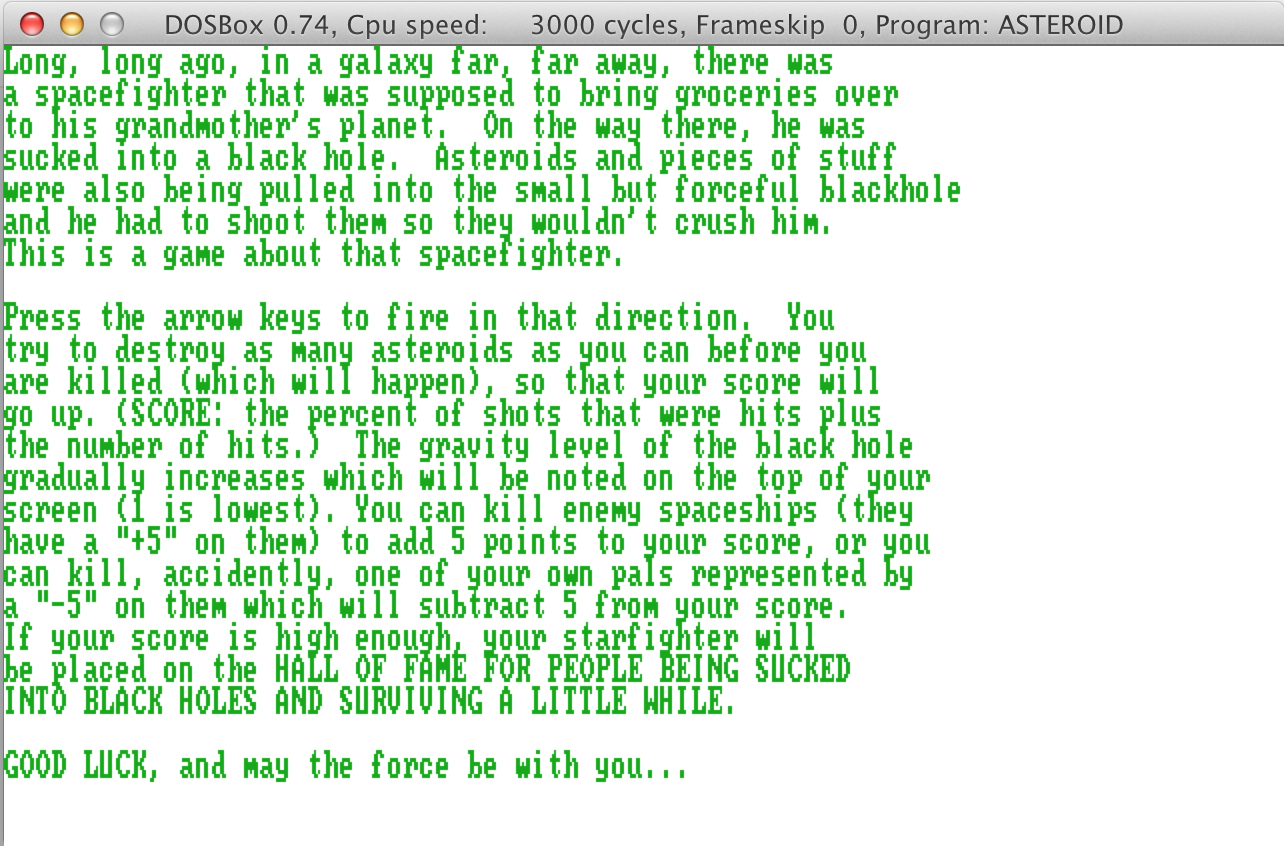 DOSBox 0.74, Cpu speed:    3000 cycles, Frameskip  0, Program: ASTEROID
Long, long ago, in a galaxy far, far away, there was
a spacefighter that was supposed to bring groceries over
to his grandmother's planet.  On the way there, he was
sucked into a black hole.  Asteroids and pieces of stuff
were also being pulled into the small but forceful blackhole
and he had to shoot them so they wouldn't crush him.
This is a game about that spacefighter.

Press the arrow keys to fire in that direction.  You
try to destroy as many asteroids as you can before you
are killed (which will happen), so that your score will
go up. (SCORE: the percent of shots that were hits plus
the number of hits.)  The gravity level of the black hole
gradually increases which will be noted on the top of your
screen (1 is lowest). You can kill enemy spaceships (they
have a "+5" on them) to add 5 points to your score, or you
can kill, accidently, one of your own pals represented by
a "-5" on them which will subtract 5 from your score.
If your score is high enough, your starfighter will
be placed on the HALL OF FAME FOR PEOPLE BEING SUCKED
INTO BLACK HOLES AND SURVIVING A LITTLE WHILE.

GOOD LUCK, and may the force be with you...